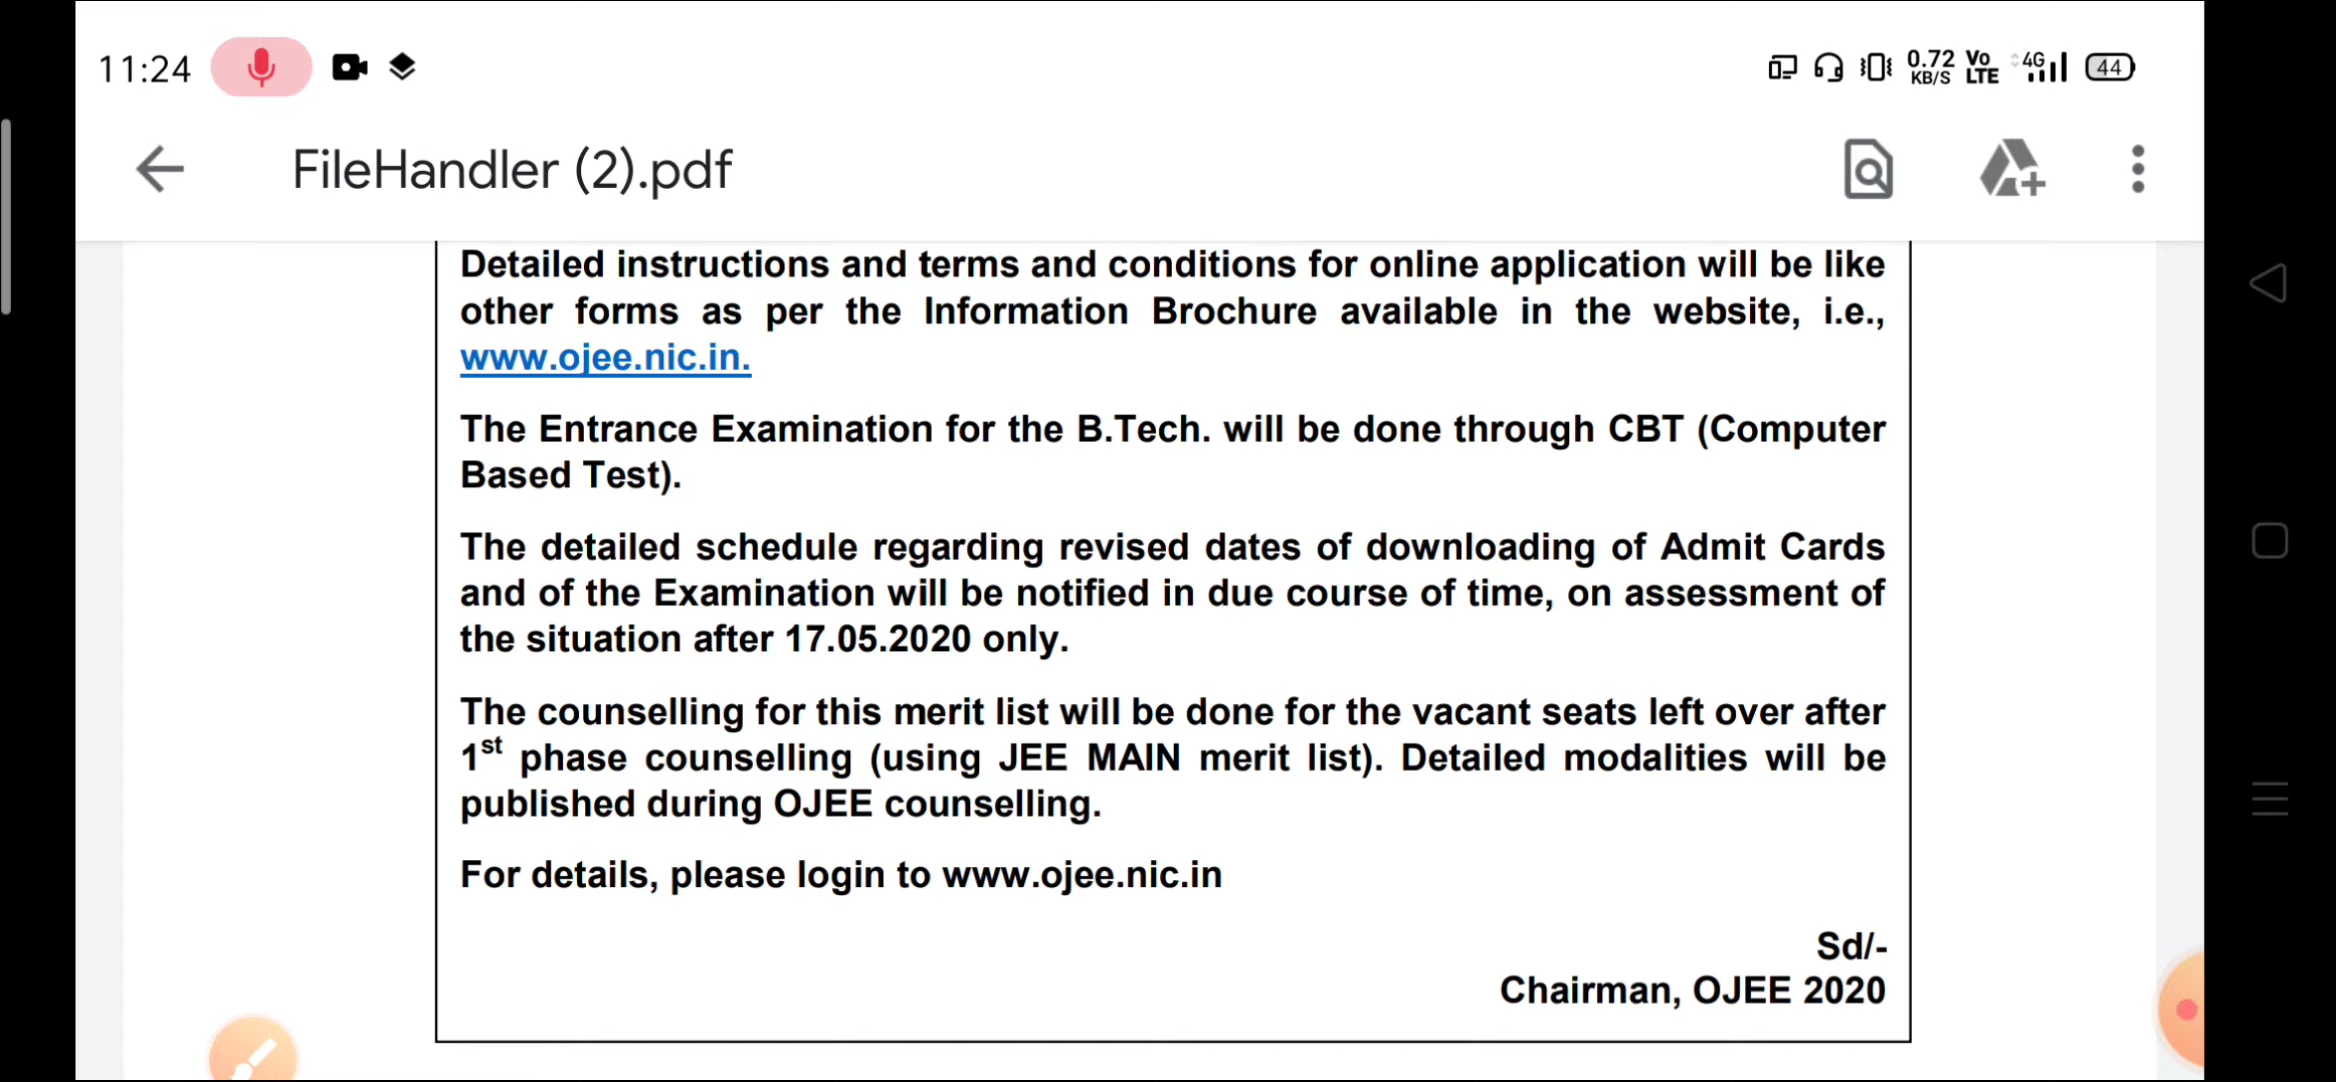 11:24
0.72 KB/S Vo LTE 4G 44
FileHandler (2).pdf
Detailed instructions and terms and conditions for online application will be like
other forms as per the Information Brochure available in the website, i.e.,
www.ojee.nic.in.
The Entrance Examination for the B.Tech. will be done through CBT (Computer
Based Test).
The detailed schedule regarding revised dates of downloading of Admit Cards
and of the Examination will be notified in due course of time, on assessment of
the situation after 17.05.2020 only.
The counselling for this merit list will be done for the vacant seats left over after
1st phase counselling (using JEE MAIN merit list). Detailed modalities will be
published during OJEE counselling.
For details, please login to www.ojee.nic.in
Sd/-
Chairman, OJEE 2020